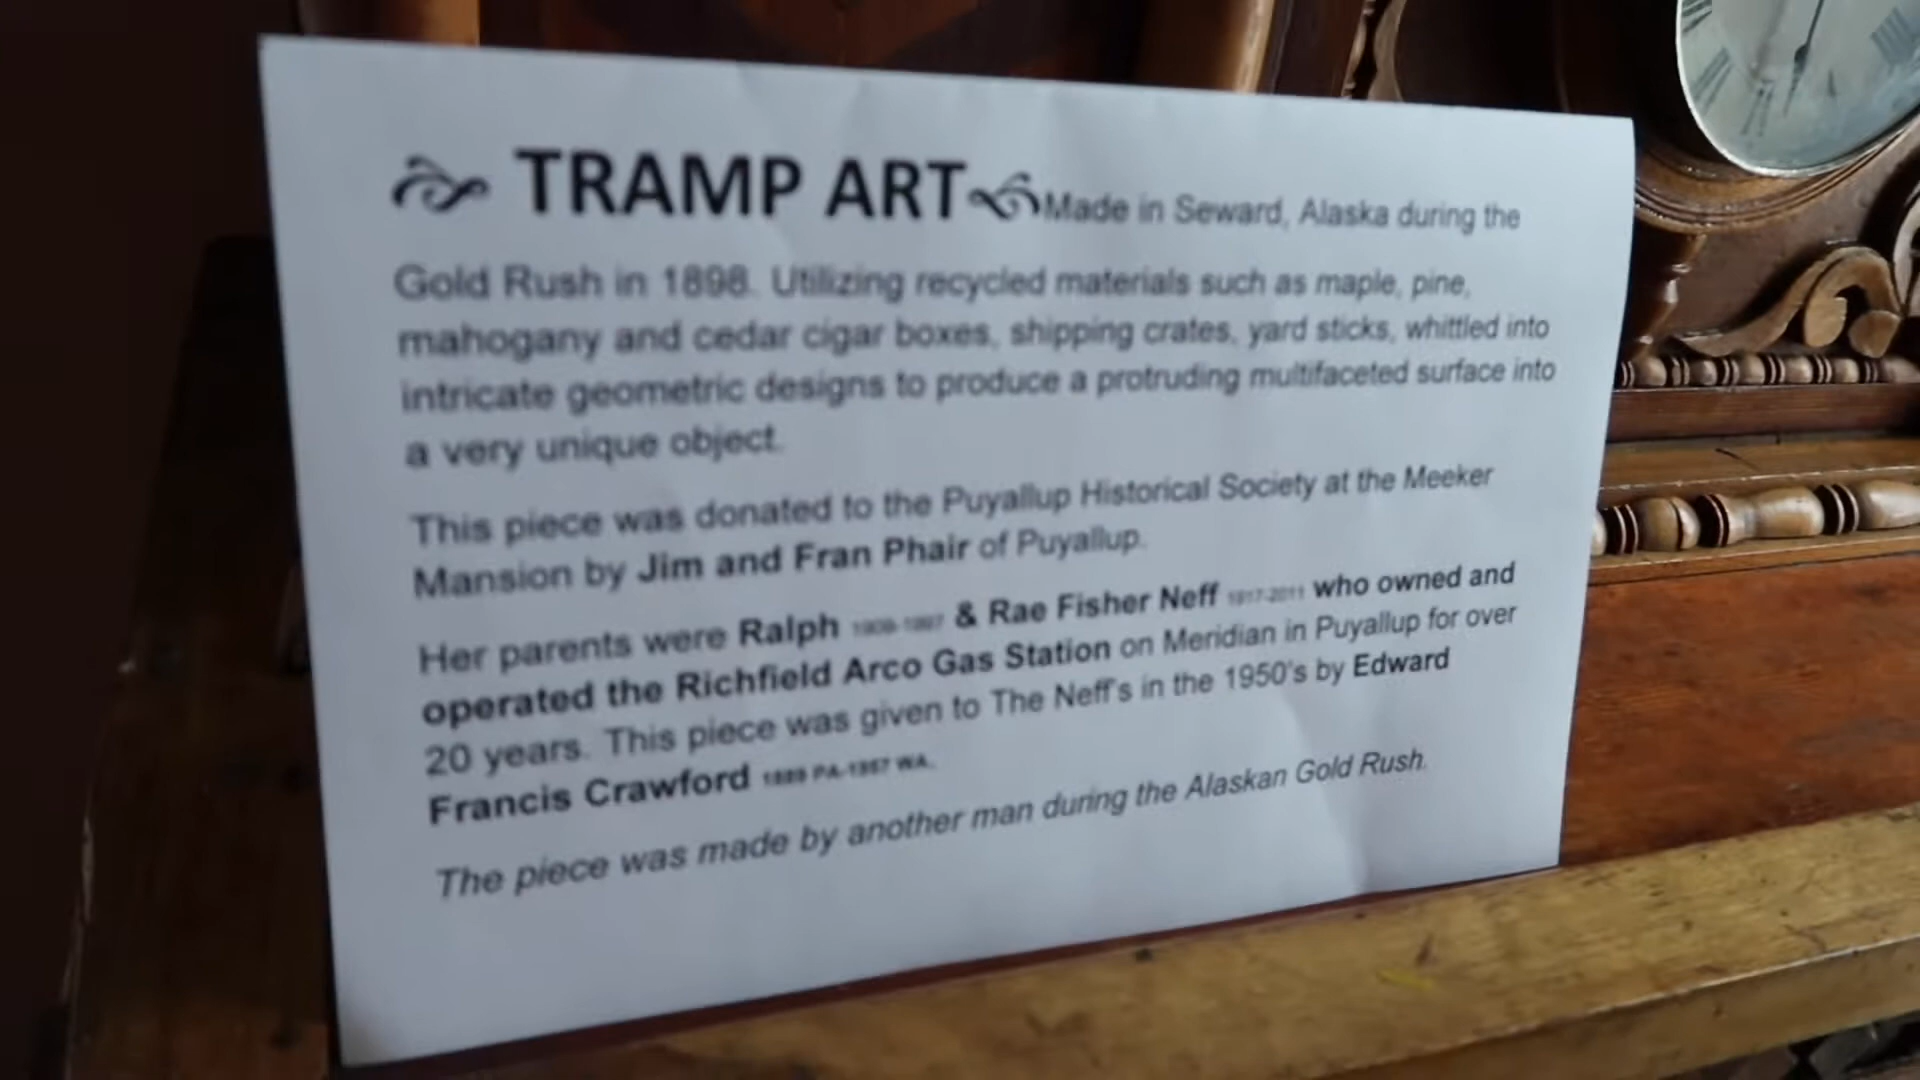 TRAMP ART Made in Seward, Alaska during the
Gold Rush in 1898. Utilizing recycled materials such as maple, pine,
mahogany and cedar cigar boxes, shipping crates, yard sticks, whittled into
intricate geometric designs to produce a protruding multifaceted surface into
a very unique object.
This piece was donated to the Puyallup Historical Society at the Meeker
Mansion by Jim and Fran Phair of Puyallup.
Her parents were Ralph & Rae Fisher Neff 1917-2011 who owned and
operated the Richfield Arco Gas Station on Meridian in Puyallup for over
20 years. This piece was given to The Neff's in the 1950's by Edward
Francis Crawford PA- WA.
The piece was made by another man during the Alaskan Gold Rush.